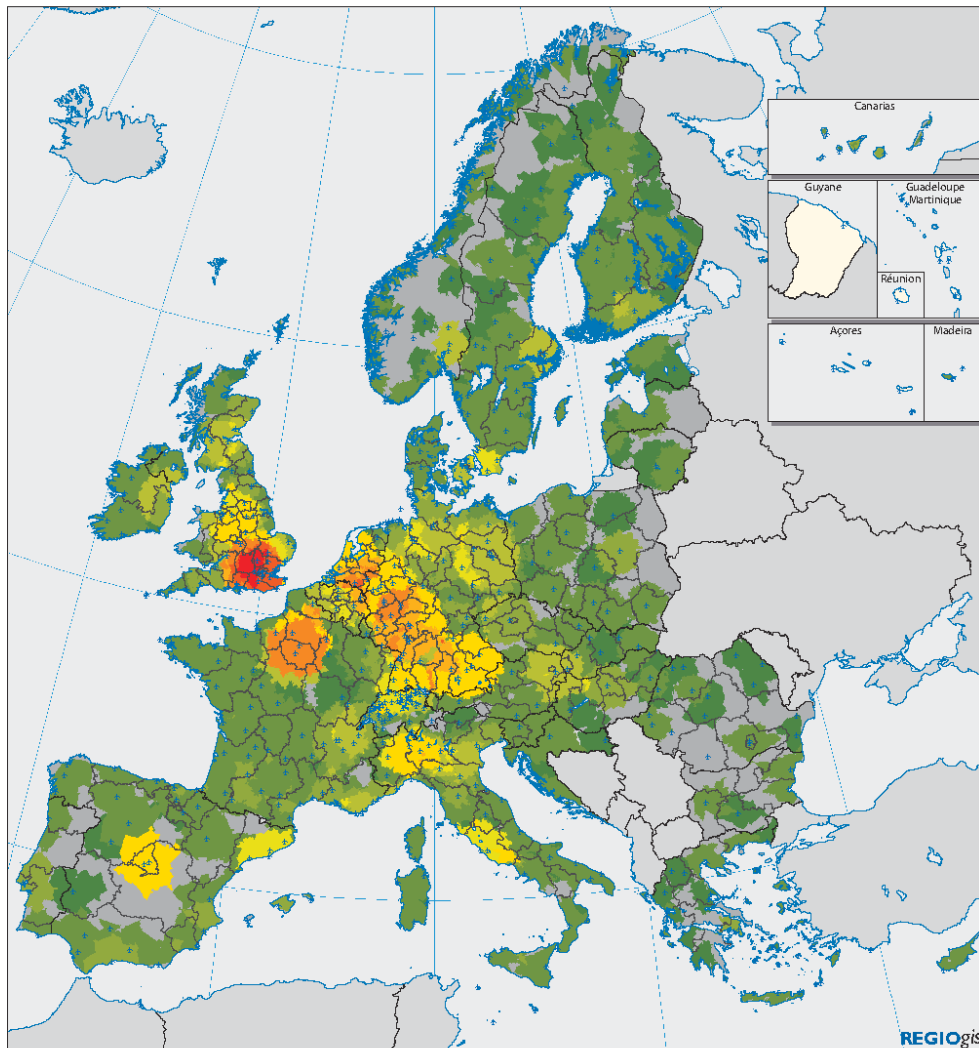 Canarias
Guyane
Guadeloupe
Martinique
Réunion
Açores
Madeira
REGIOgis